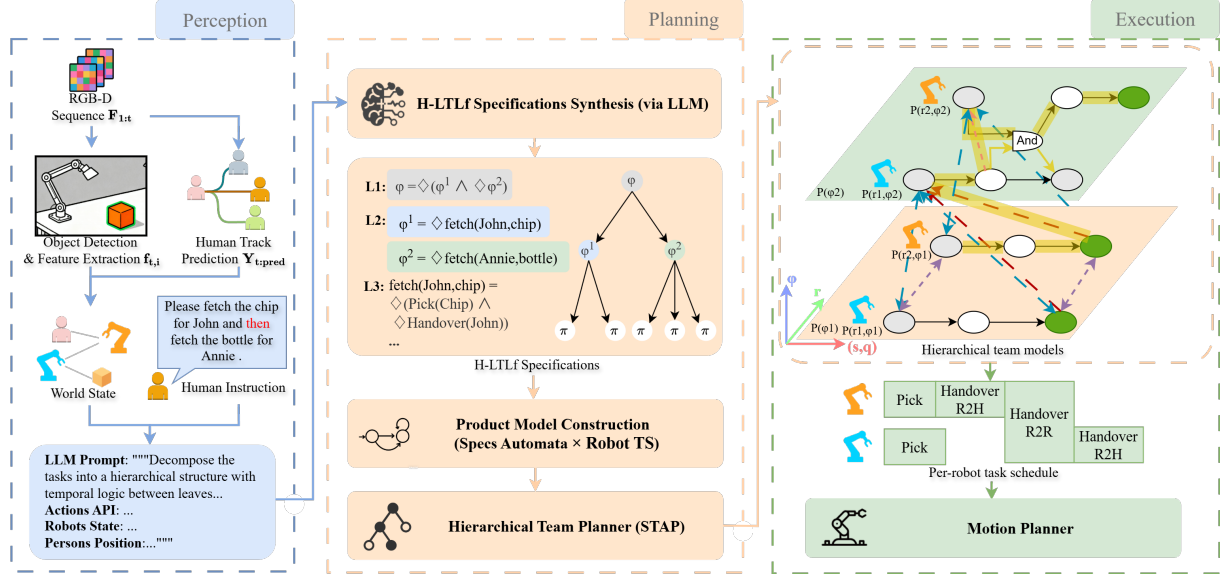 Perception
RGB-D
Sequence F1:t
Object Detection
& Feature Extraction ft,i
Human Track
Prediction Yt:pred
Please fetch the chip
for John and then
fetch the bottle for
Annie .
World State
Human Instruction
LLM Prompt: """Decompose the
tasks into a hierarchical structure with
temporal logic between leaves...
Actions API: ...
Robots State: ...
Persons Position:..."""
Planning
H-LTLf Specifications Synthesis (via LLM)
L1: φ =◇(φ¹ ∧ ◇φ²)
L2: φ¹ = ◇fetch(John,chip)
φ² = ◇fetch(Annie,bottle)
L3: fetch(John,chip) =
◇(Pick(Chip) ∧
◇Handover(John))
...
φ
φ¹ φ²
π π π π π
H-LTLf Specifications
Product Model Construction
(Specs Automata × Robot TS)
Hierarchical Team Planner (STAP)
Execution
P(r2,φ2)
And
P(r1,φ2)
P(φ2)
P(r2,φ1)
P(r1,φ1)
P(φ1)
φ
r
(s,q)
Hierarchical team models
Pick
Handover
R2H
Handover
R2R
Pick
Handover
R2H
Per-robot task schedule
Motion Planner